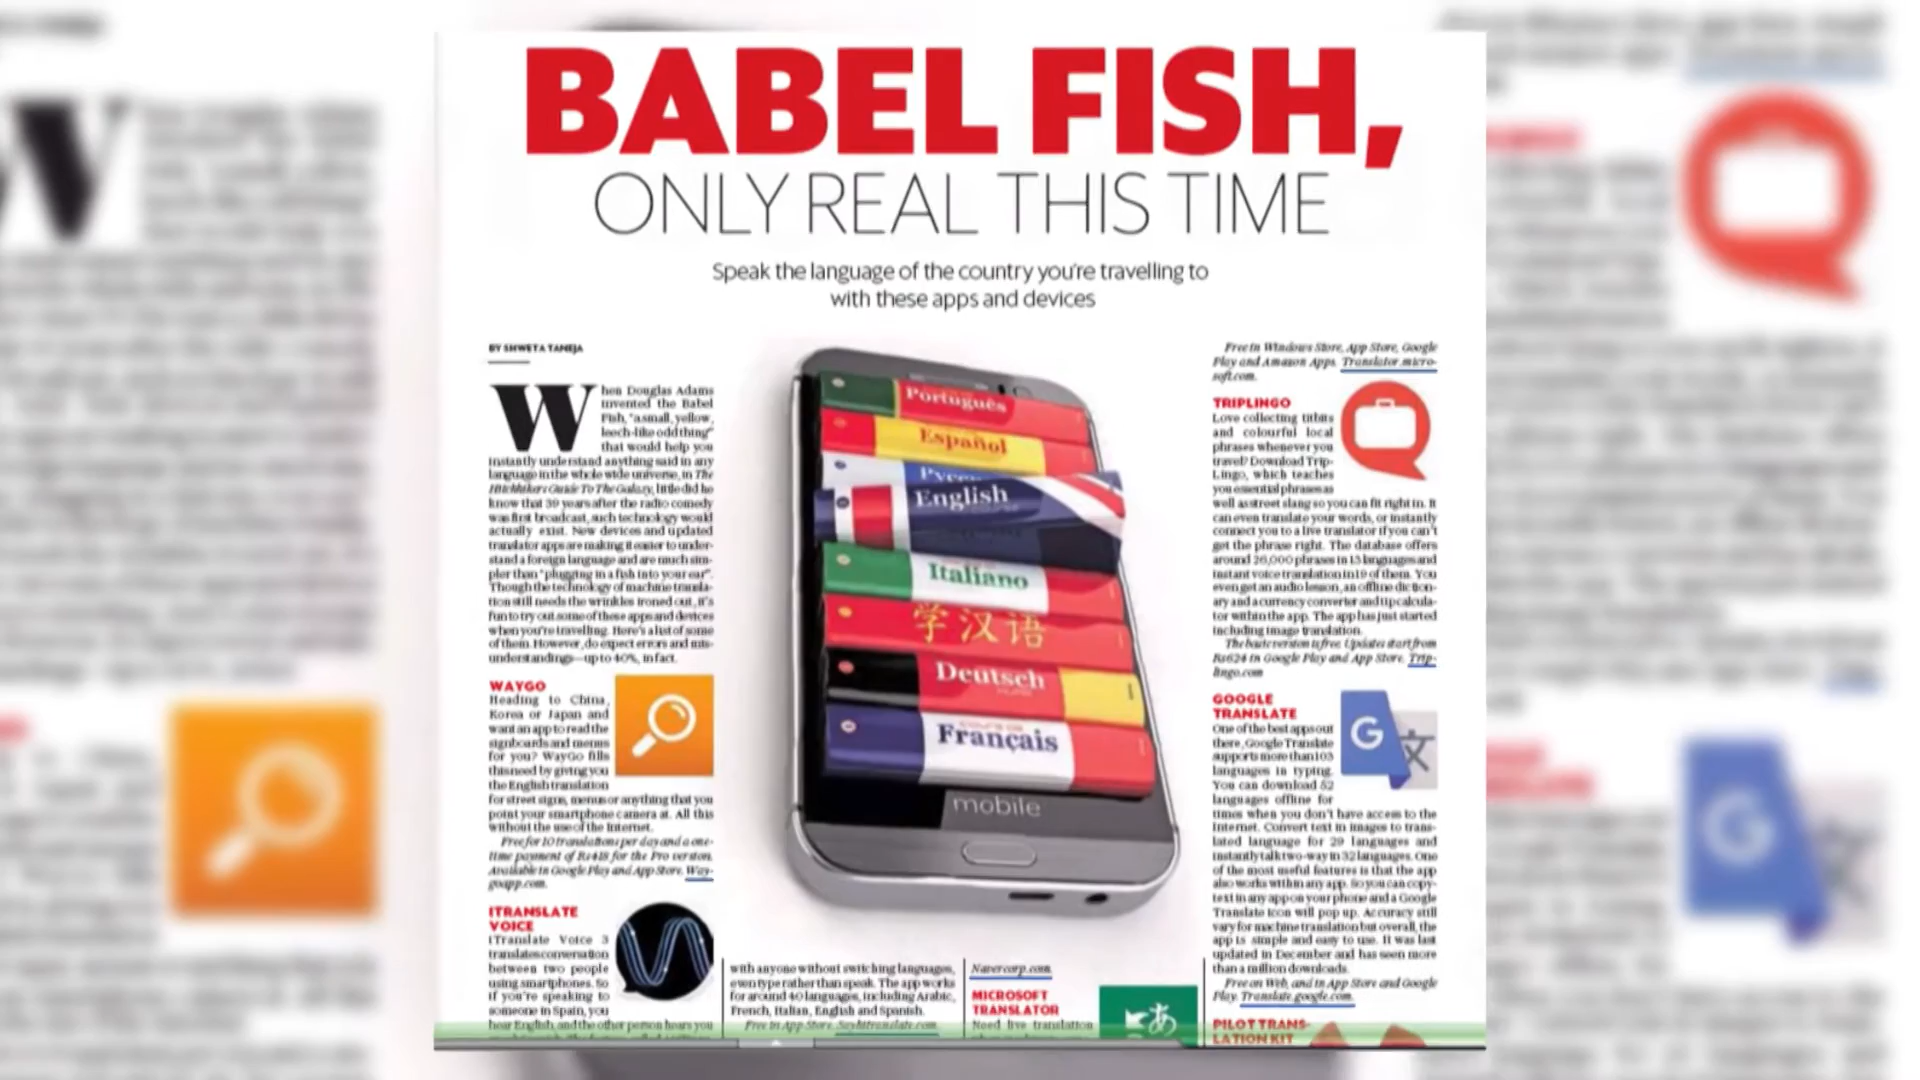 BABEL FISH,
ONLY REAL THIS TIME
Speak the language of the country you're travelling to
with these apps and devices
BY SHWETA TANEJA
When Douglas Adams
invented the Babel
Fish, "a small, yellow,
leech-like odd thing"
that would help you
instantly understand anything said in any
language in the whole wide universe, in The
Hitchhikers Guide To The Galaxy, little did he
know that 39 years after the radio comedy
was first broadcast, such technology would
actually exist. New devices and updated
translator apps are making it easier to under-
stand a foreign language and are much sim-
pler than "plugging in a fish into your ear".
Though the technology of machine transla-
tion still needs the wrinkles ironed out, it's
fun to try out some of these apps and devices
when you're travelling. Here's a list of some
of them. However, do expect errors and mis-
understandings—up to 40%, in fact.
WAYGO
Heading to China,
Korea or Japan and
want an app to read the
signboards and menus
for you? WayGo fills
this need by giving you
the English translation
for street signs, menus or anything that you
point your smartphone camera at. All this
without the use of the Internet.
Free for 10 translations per day and a one-
time payment of Rs418 for the Pro version.
Available in Google Play and App Store. Way-
goapp.com.
ITRANSLATE
VOICE
iTranslate Voice 3
translates conversation
between two people
using smartphones. So
if you're speaking to
someone in Spain, you
hear English, and the other person hears you
Português
Español
English
Italiano
学汉语
Deutsch
Français
mobile
with anyone without switching languages,
even type rather than speak. The app works
for around 40 languages, including Arabic,
French, Italian, English and Spanish.
Free in App Store. Sayhitranslate.com.
Navercorp.com.
MICROSOFT
TRANSLATOR
Need live translation
あ
Free in Windows Store, App Store, Google
Play and Amazon Apps. Translator.micro-
soft.com.
TRIPLINGO
Love collecting titbits
and colourful local
phrases whenever you
travel? Download Trip-
Lingo, which teaches
you essential phrases as
well as street slang so you can fit right in. It
can even translate your words, or instantly
connect you to a live translator if you can't
get the phrase right. The database offers
around 26,000 phrases in 13 languages and
instant voice translation in 19 of them. You
even get an audio lesson, an offline diction-
ary and a currency converter and tip calcula-
tor within the app. The app has just started
including image translation.
The basic version is free. Updates start from
Rs624 in Google Play and App Store. Trip-
lingo.com
GOOGLE
TRANSLATE
One of the best apps out
there, Google Translate
supports more than 103
languages in typing.
You can download 52
languages offline for
times when you don't have access to the
Internet. Convert text in images to trans-
lated language for 29 languages and
instantly talk two-way in 32 languages. One
of the most useful features is that the app
also works within any app. So you can copy-
text in any app on your phone and a Google
Translate icon will pop up. Accuracy still
vary for machine translation but overall, the
app is simple and easy to use. It was last
updated in December and has seen more
than a million downloads.
Free on Web, and in App Store and Google
Play. Translate.google.com.
G
文
PILOT TRANS-
LATION KIT